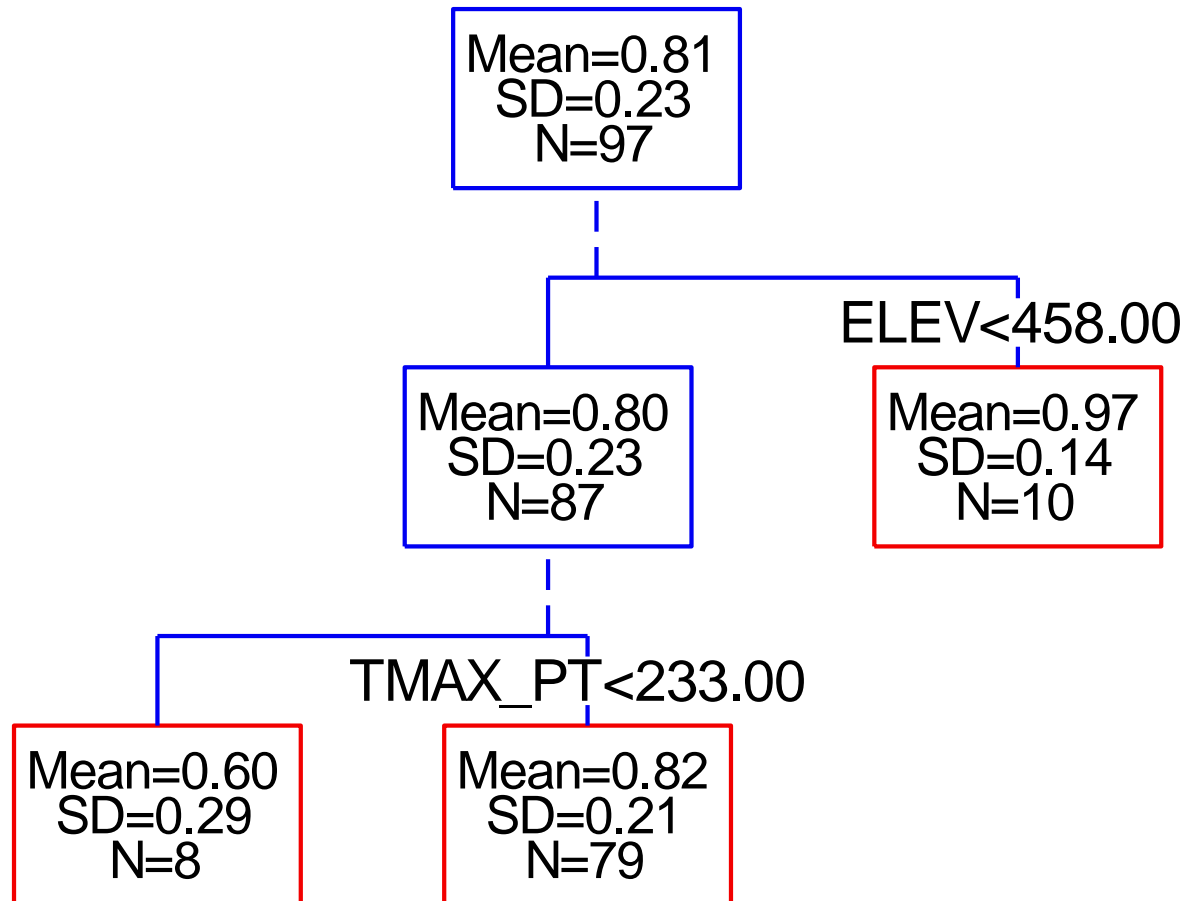 Mean=0.81
SD=0.23
N=97
ELEV<458.00
Mean=0.80
SD=0.23
N=87
Mean=0.97
SD=0.14
N=10
TMAX_PT<233.00
Mean=0.60
SD=0.29
N=8
Mean=0.82
SD=0.21
N=79